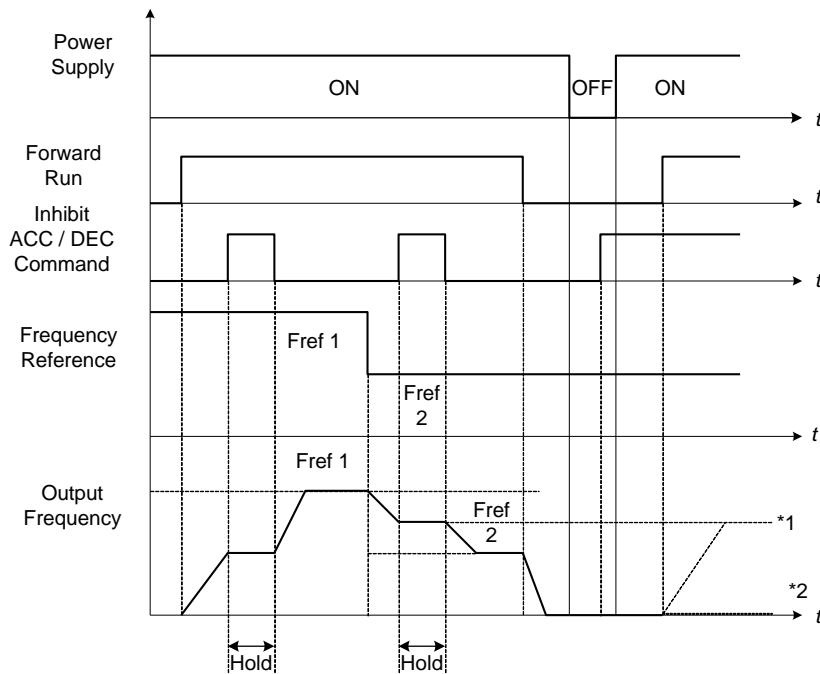 Power
Supply
ON
OFF
ON
t
Forward
Run
t
Inhibit
ACC / DEC
Command
t
Frequency
Reference
Fref 1
Fref
2
t
Fref 1
Output
Frequency
Fref
2
*1
*2
t
Hold
Hold